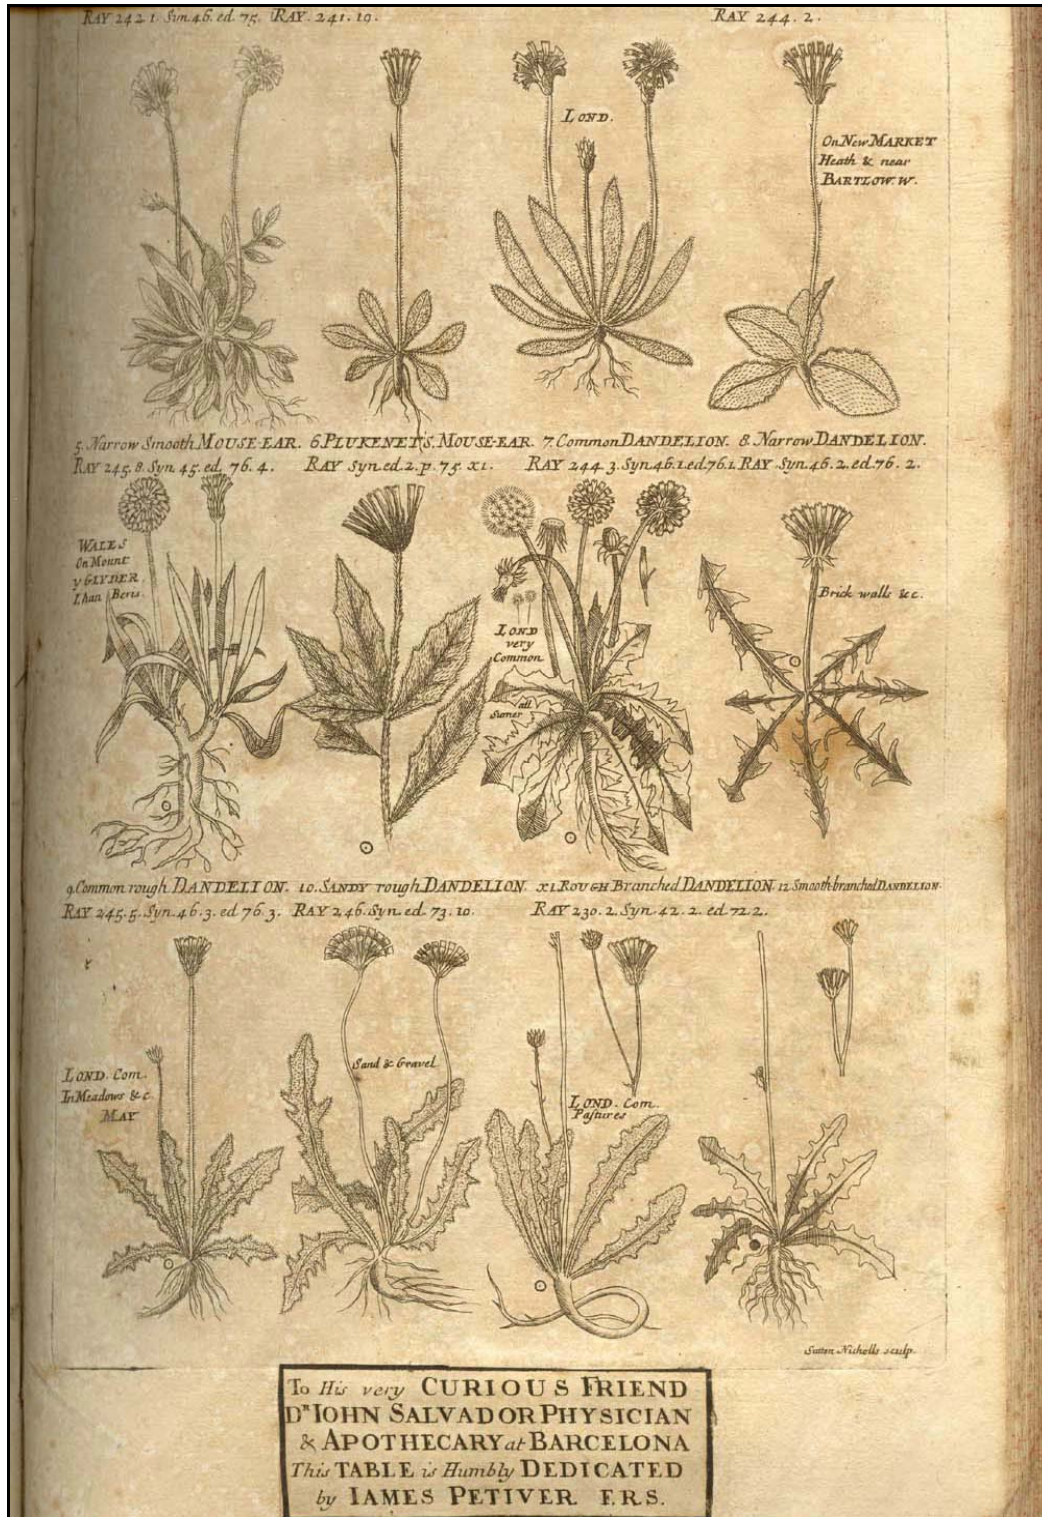 RAY 242.1. Syn.46.ed.75. RAY. 241.10.
RAY 244.2.
LOND.
On New MARKET
Heath & near
BARTLOW. W.
5. Narrow Smooth MOUSE-EAR. 6. PLUKENET'S. MOUSE-EAR. 7. Common DANDELION. 8. Narrow DANDELION.
RAY 245.8. Syn.45.ed.76.4. RAY Syn.ed.2.p.75.XI. RAY 244.3. Syn.46.1.ed.76.1. RAY Syn.46.2.ed.76.2.
WALES
On Mount
y GLYDER
Lhan Beris.
LOND
very
Common
all
Sumer
Brick walls &c.
9. Common rough DANDELION. 10. SANDY rough DANDELION. XI. ROUGH Branched DANDELION. 12. Smooth-branched DANDELION.
RAY 245.5. Syn.46.3.ed.76.3. RAY 246. Syn.ed.73.10. RAY 230.2. Syn.42.2.ed.72.2.
LOND. Com.
In Meadows &c.
MAY
Sand & Gravel
LOND. Com.
Paſtures
Sutton Nicholls sculp.
To His very CURIOUS FRIEND
DR. IOHN SALVADOR PHYSICIAN
& APOTHECARY at BARCELONA
This TABLE is Humbly DEDICATED
by IAMES PETIVER F.R.S.